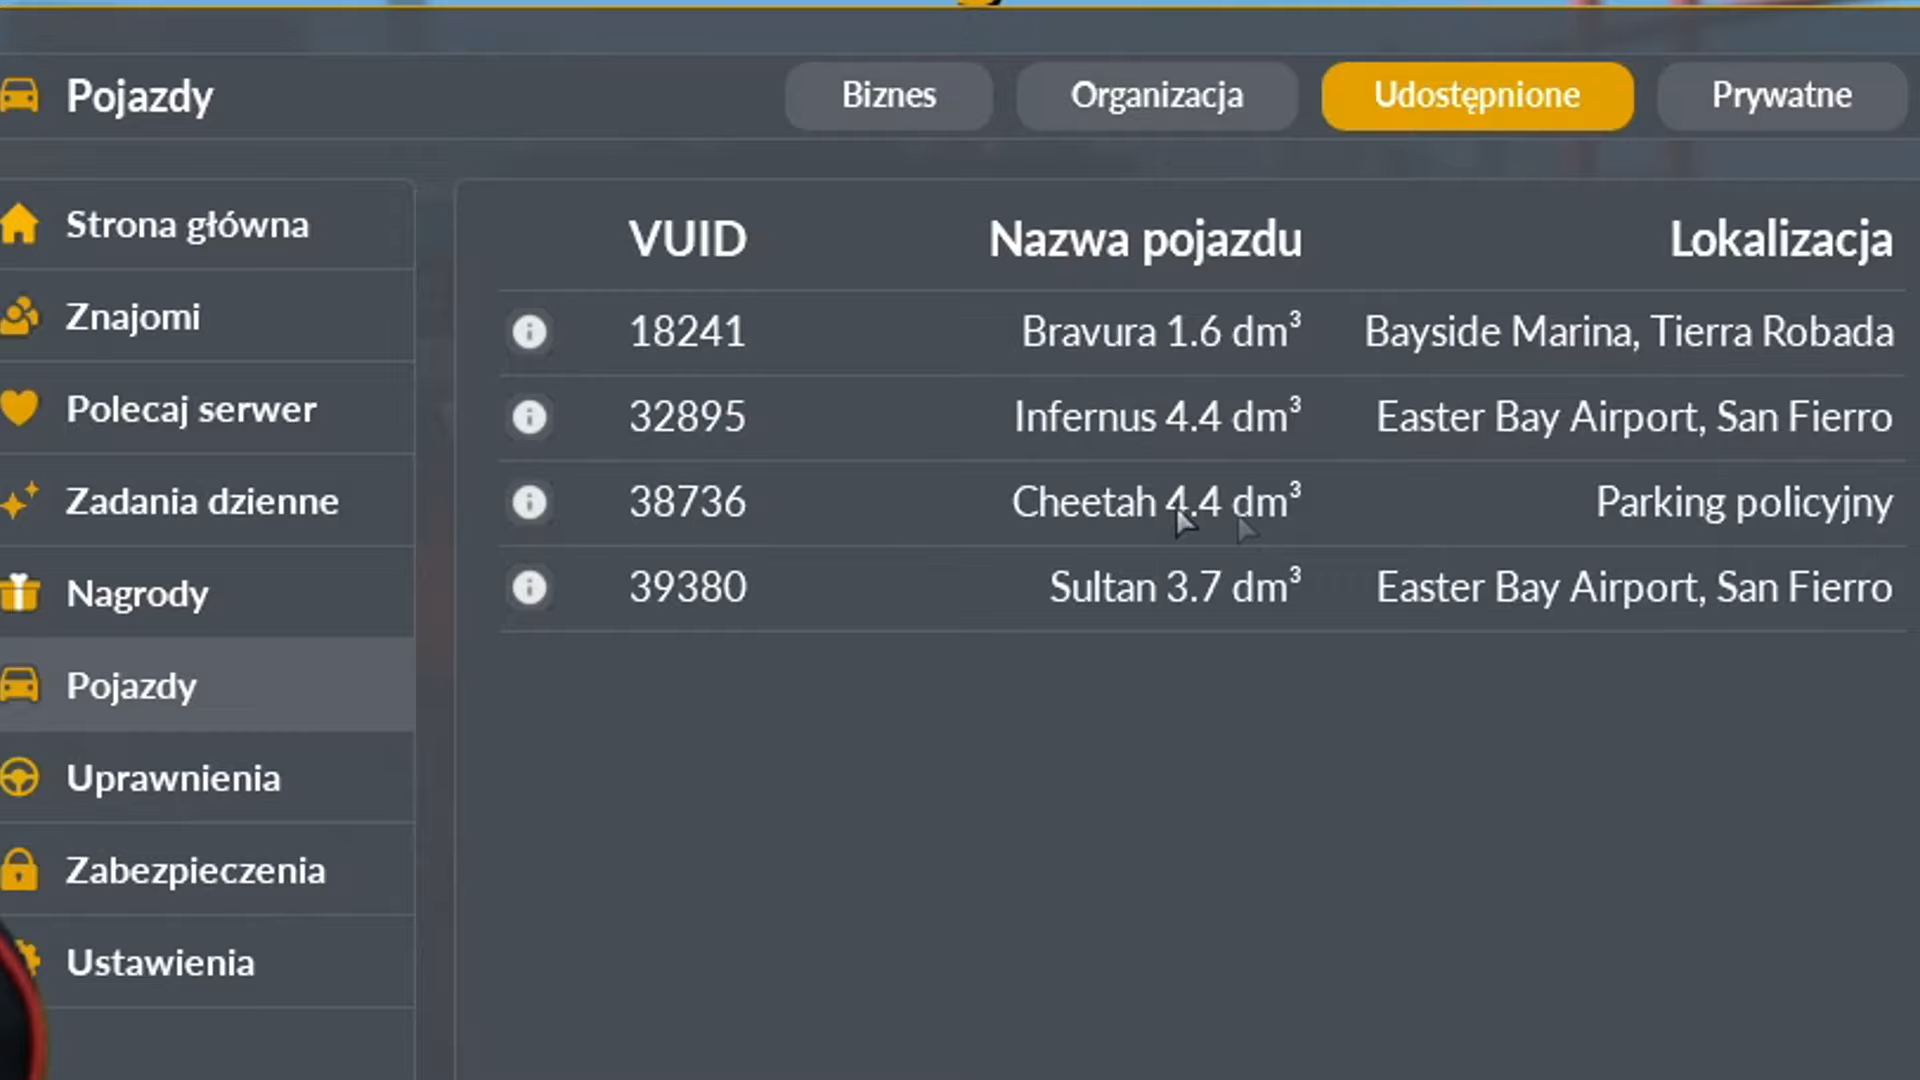 Pojazdy
Biznes
Organizacja
Udostępnione
Prywatne
Strona główna
Znajomi
Polecaj serwer
Zadania dzienne
Nagrody
Pojazdy
Uprawnienia
Zabezpieczenia
Ustawienia
VUID Nazwa pojazdu Lokalizacja
18241 Bravura 1.6 dm³ Bayside Marina, Tierra Robada
32895 Infernus 4.4 dm³ Easter Bay Airport, San Fierro
38736 Cheetah 4.4 dm³ Parking policyjny
39380 Sultan 3.7 dm³ Easter Bay Airport, San Fierro